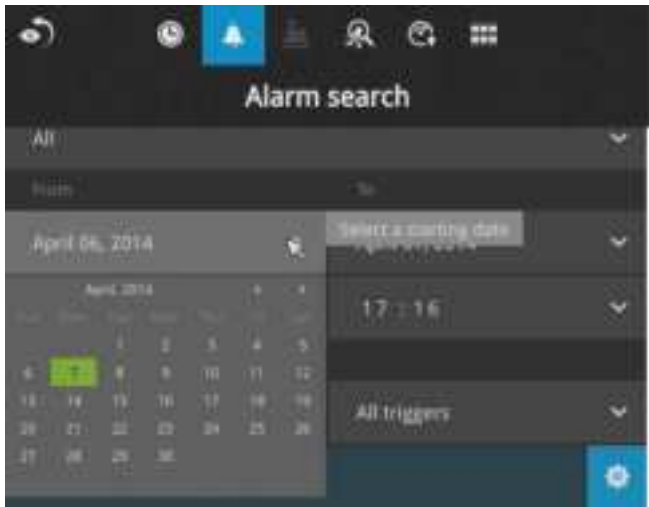 Alarm search
All
From To
April 06, 2014 Select a starting date
April 2014
17 : 16
1 2 3 4 5
6 7 8 9 10 11 12
13 14 15 16 17 18 19
All triggers
20 21 22 23 24 25 26
27 28 29 30